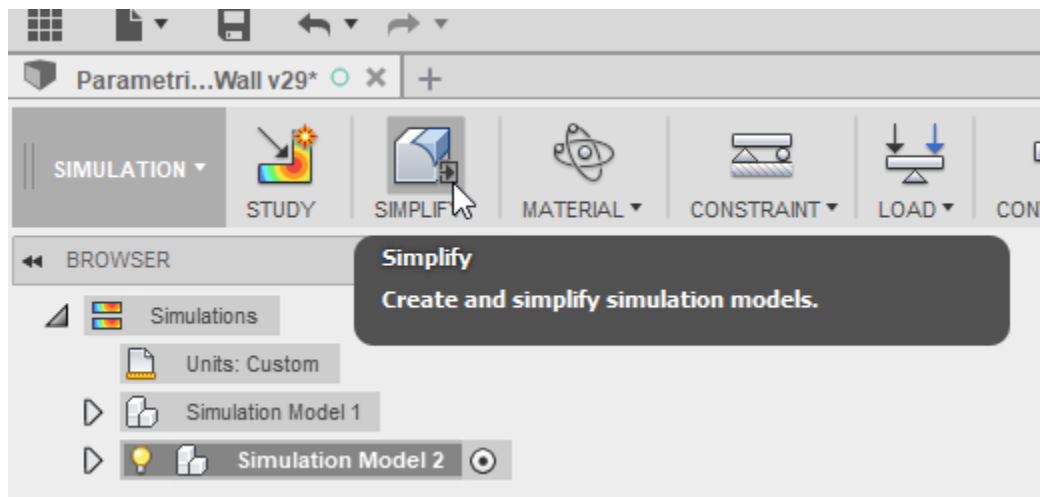 Parametri...Wall v29*
SIMULATION
STUDY
SIMPLIFY
MATERIAL
CONSTRAINT
LOAD
CON
BROWSER
Simplify
Create and simplify simulation models.
Simulations
Units: Custom
Simulation Model 1
Simulation Model 2